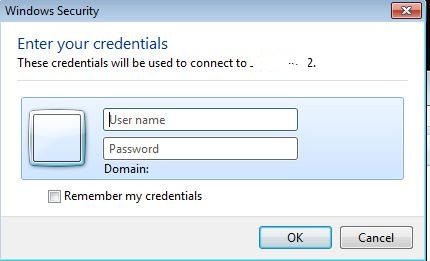 Windows Security
Enter your credentials
These credentials will be used to connect to 2.
User name
Password
Domain:
Remember my credentials
OK
Cancel